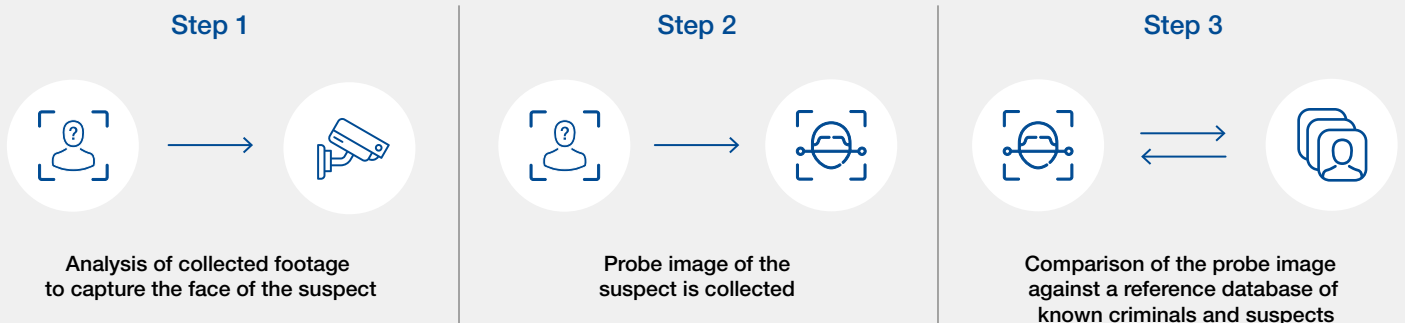 Step 1
Step 2
Step 3
?
?
Analysis of collected footage
to capture the face of the suspect
Probe image of the
suspect is collected
Comparison of the probe image
against a reference database of
known criminals and suspects